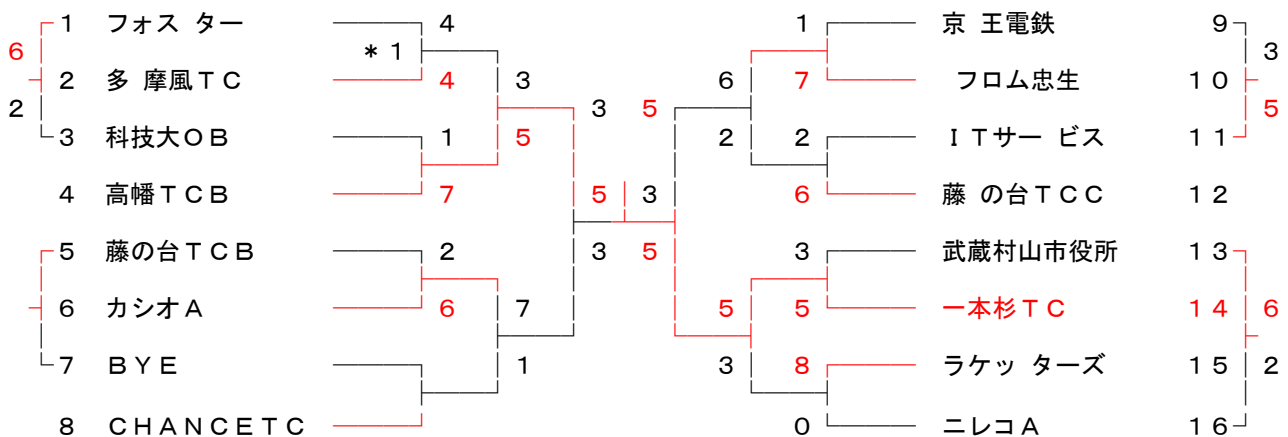 1 フォス ター 4 1 京 王電鉄 9
6 * 1 3
2 多 摩風TC 4 3 6 7 フロム忠生 10
2 3 5 5
3 科技大OB 1 5 2 2 ITサー ビス 11
4 高幡TCB 7 5 3 6 藤 の台TCC 12
5 藤の台TCB 2 3 5 3 武蔵村山市役所 13
6 カシオA 6 7 5 5 一本杉TC 14 6
7 BYE 1 3 8 ラケッ ターズ 15 2
8 CHANCETC 0 ニレコA 16